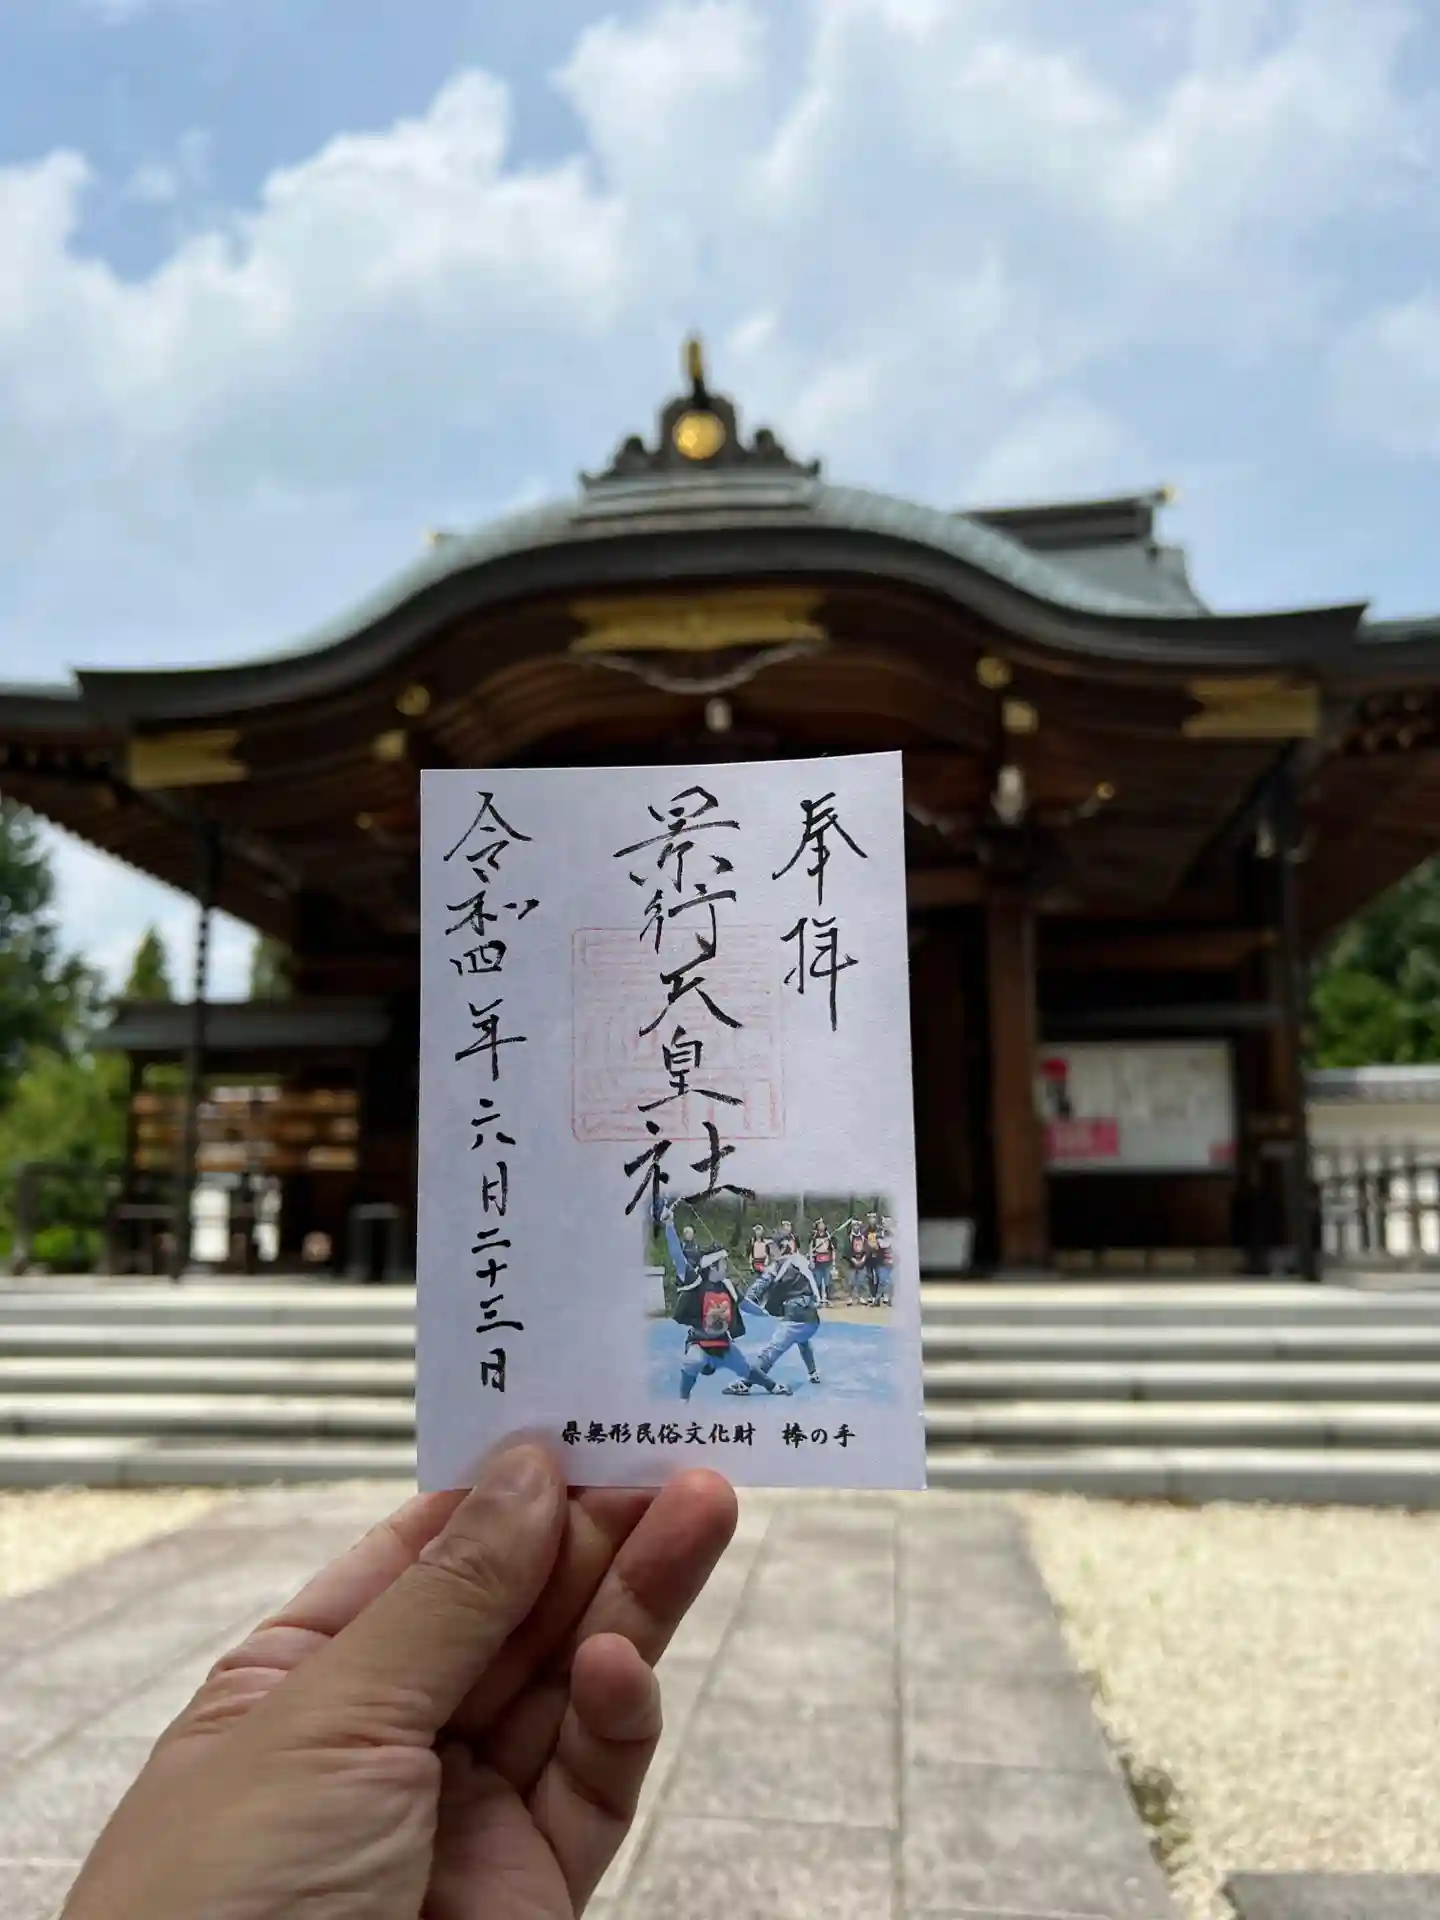 奉拝
景行天皇社
令和四年六月二十三日
県無形民俗文化財 棒の手